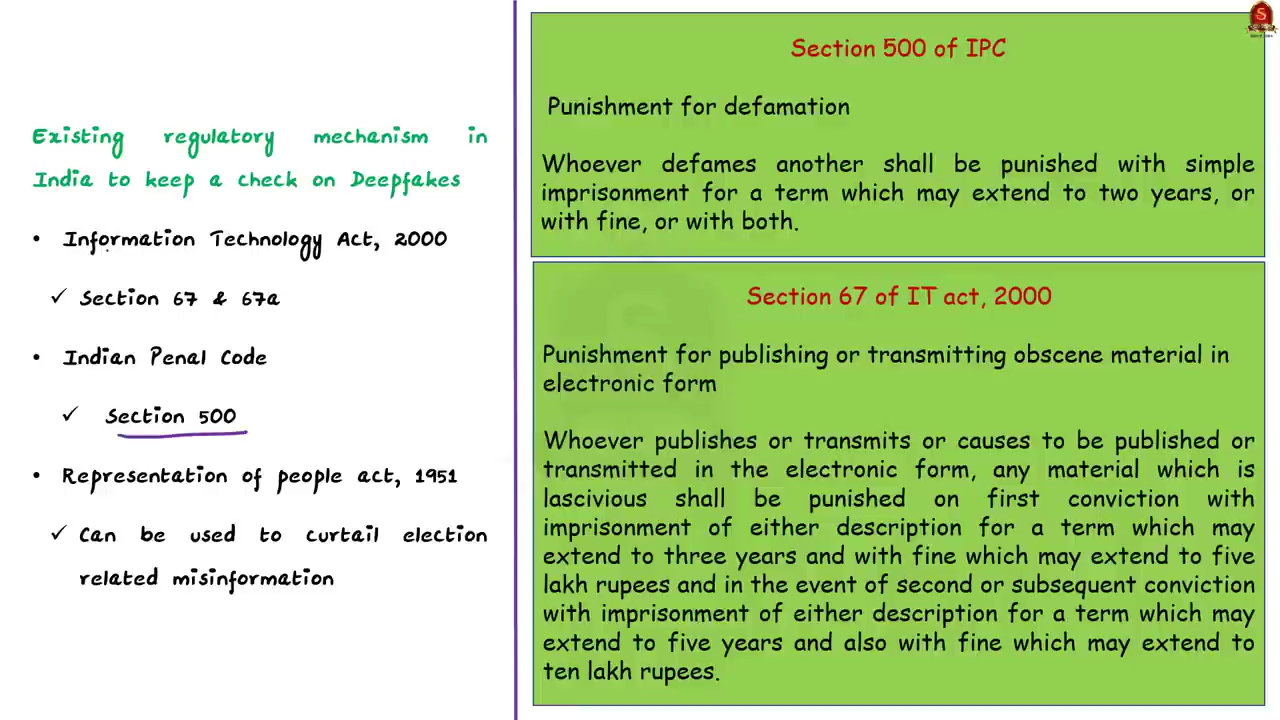 Existing regulatory mechanism in
India to keep a check on Deepfakes
• Information Technology Act, 2000
✓ Section 67 & 67a
• Indian Penal Code
✓ Section 500
• Representation of people act, 1951
✓ Can be used to curtail election
related misinformation
Section 500 of IPC
Punishment for defamation
Whoever defames another shall be punished with simple
imprisonment for a term which may extend to two years, or
with fine, or with both.
Section 67 of IT act, 2000
Punishment for publishing or transmitting obscene material in
electronic form
Whoever publishes or transmits or causes to be published or
transmitted in the electronic form, any material which is
lascivious shall be punished on first conviction with
imprisonment of either description for a term which may
extend to three years and with fine which may extend to five
lakh rupees and in the event of second or subsequent conviction
with imprisonment of either description for a term which may
extend to five years and also with fine which may extend to
ten lakh rupees.
S